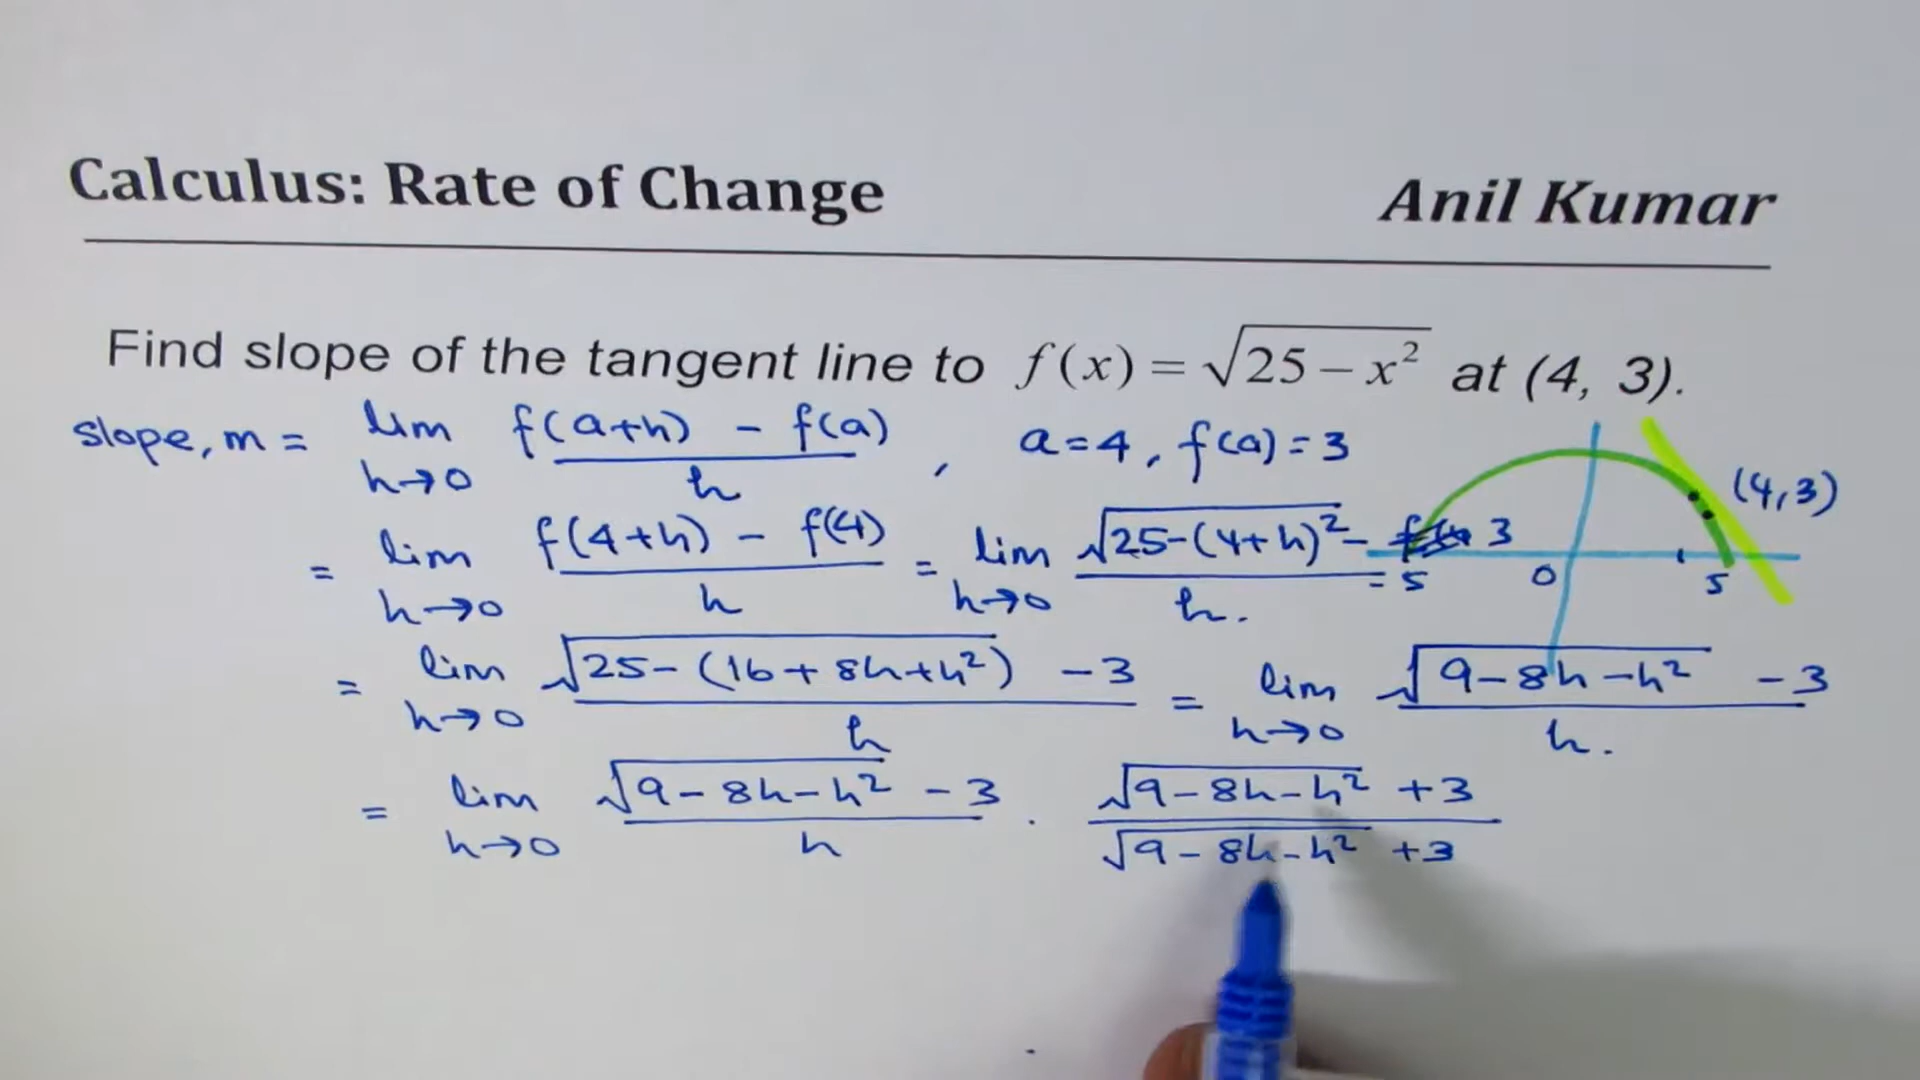 Calculus: Rate of Change Anil Kumar
Find slope of the tangent line to f(x) = √(25 − x²) at (4, 3).
slope, m = lim h→0 (f(a+h) − f(a))/h , a = 4, f(a) = 3
(4,3)
= lim h→0 (f(4+h) − f(4))/h = lim h→0 (√(25−(4+h)²) − 3)/h.
-5 0 5
= lim h→0 (√(25−(16+8h+h²)) − 3)/h = lim h→0 (√(9−8h−h²) − 3)/h.
= lim h→0 (√(9−8h−h²) − 3)/h · (√(9−8h−h²) + 3)/(√(9−8h−h²) + 3)